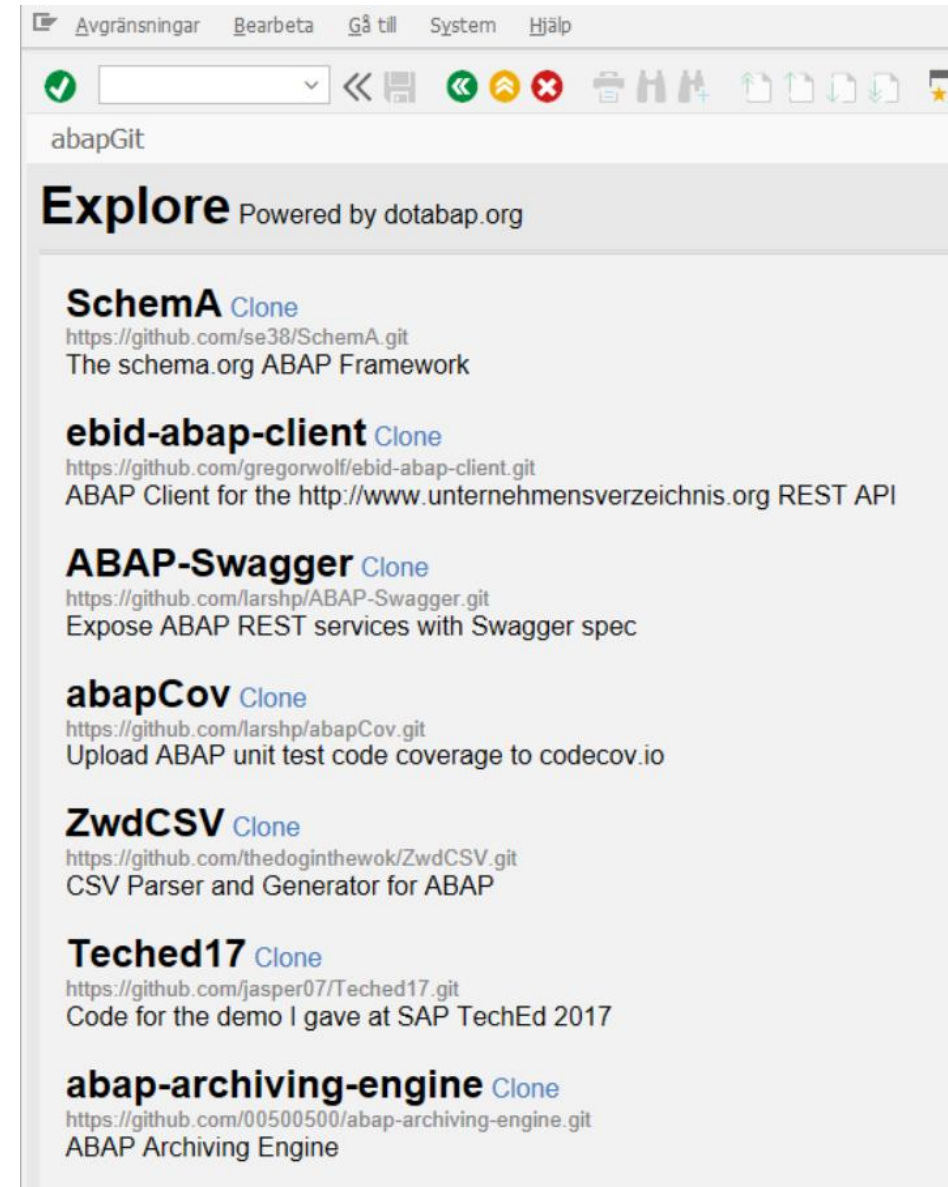 Avgränsningar Bearbeta Gå till System Hjälp
abapGit
Explore Powered by dotabap.org
SchemA Clone
https://github.com/se38/SchemA.git
The schema.org ABAP Framework
ebid-abap-client Clone
https://github.com/gregorwolf/ebid-abap-client.git
ABAP Client for the http://www.unternehmensverzeichnis.org REST API
ABAP-Swagger Clone
https://github.com/larshp/ABAP-Swagger.git
Expose ABAP REST services with Swagger spec
abapCov Clone
https://github.com/larshp/abapCov.git
Upload ABAP unit test code coverage to codecov.io
ZwdCSV Clone
https://github.com/thedoginthewok/ZwdCSV.git
CSV Parser and Generator for ABAP
Teched17 Clone
https://github.com/jasper07/Teched17.git
Code for the demo I gave at SAP TechEd 2017
abap-archiving-engine Clone
https://github.com/00500500/abap-archiving-engine.git
ABAP Archiving Engine